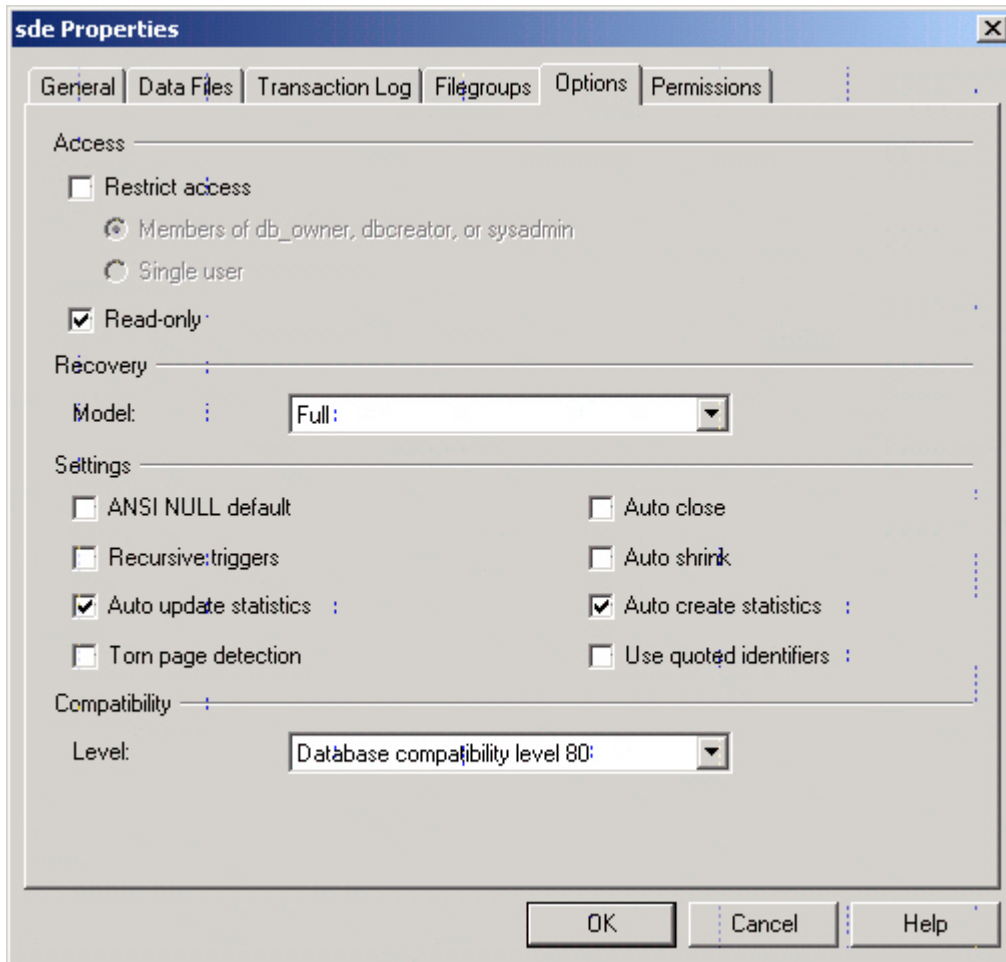 sde Properties
General Data Files Transaction Log Filegroups Options Permissions
Access
Restrict access
Members of db_owner, dbcreator, or sysadmin
Single user
Read-only
Recovery
Model: Full
Settings
ANSI NULL default Auto close
Recursive triggers Auto shrink
Auto update statistics Auto create statistics
Torn page detection Use quoted identifiers
Compatibility
Level: Database compatibility level 80
OK Cancel Help